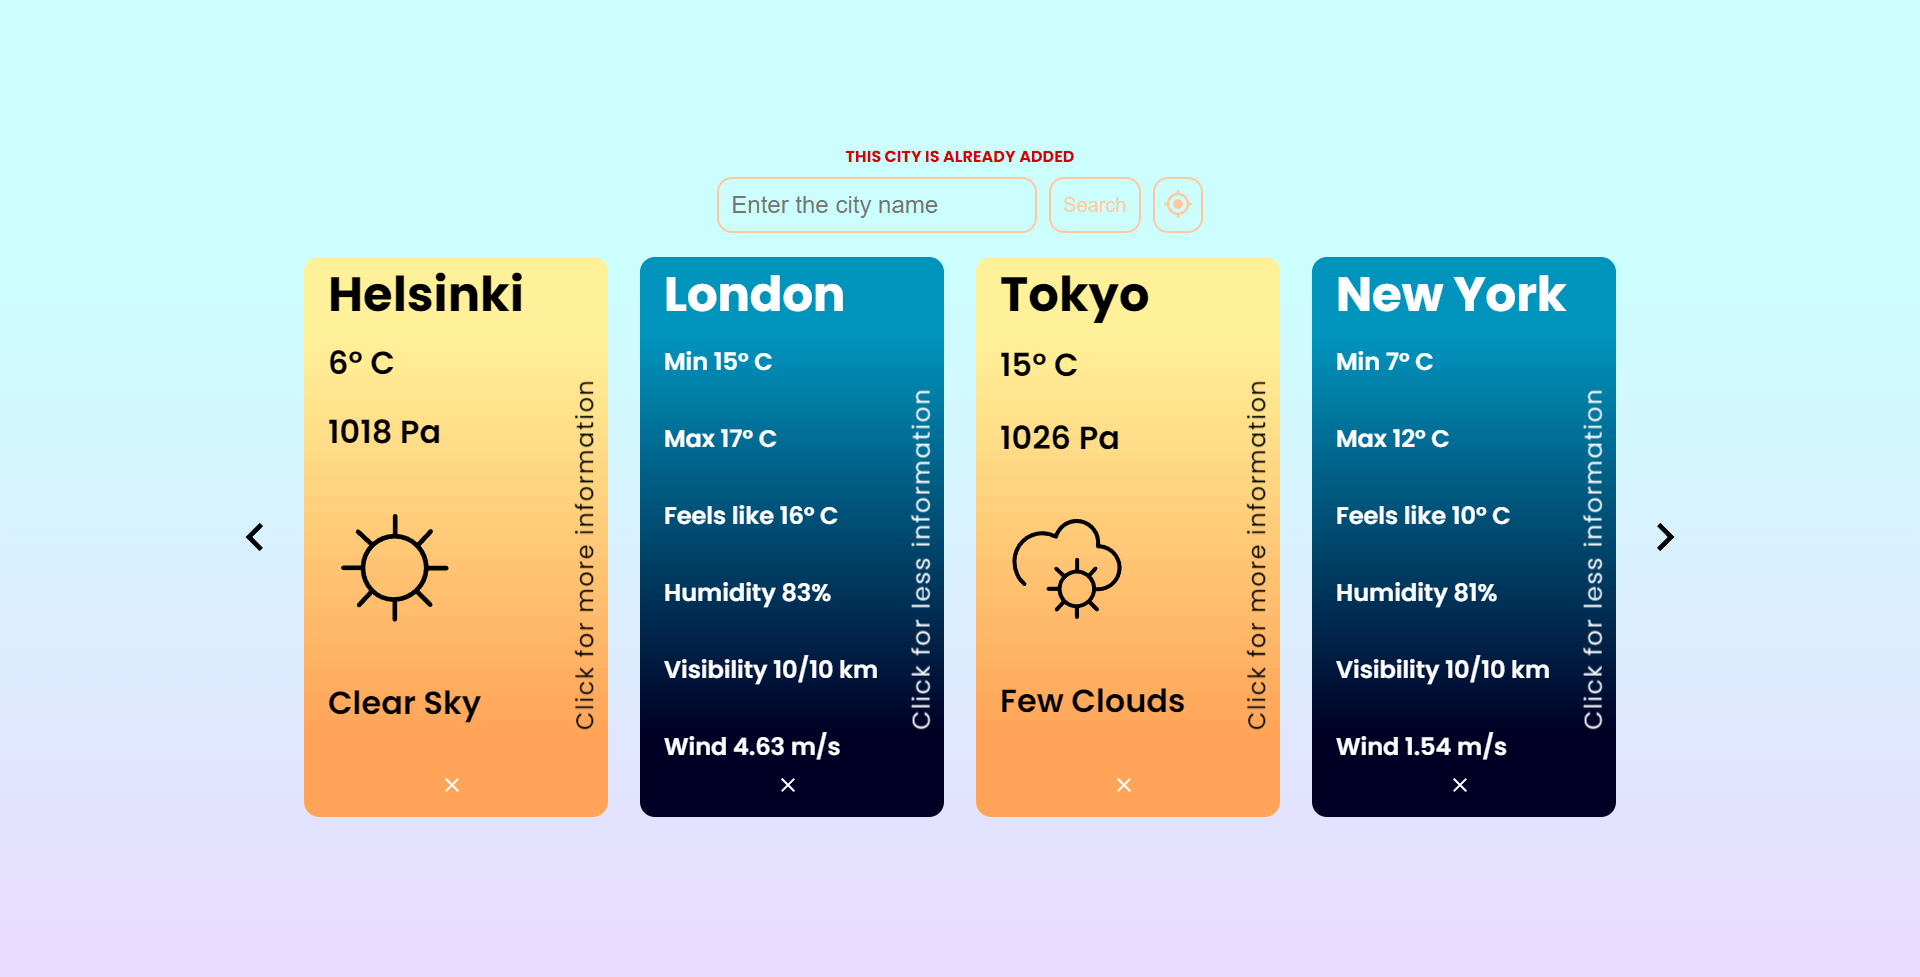 THIS CITY IS ALREADY ADDED
Enter the city name
Search
Helsinki
6° C
1018 Pa
Clear Sky
Click for more information
London
Min 15° C
Max 17° C
Feels like 16° C
Humidity 83%
Visibility 10/10 km
Wind 4.63 m/s
Click for less information
Tokyo
15° C
1026 Pa
Few Clouds
Click for more information
New York
Min 7° C
Max 12° C
Feels like 10° C
Humidity 81%
Visibility 10/10 km
Wind 1.54 m/s
Click for less information